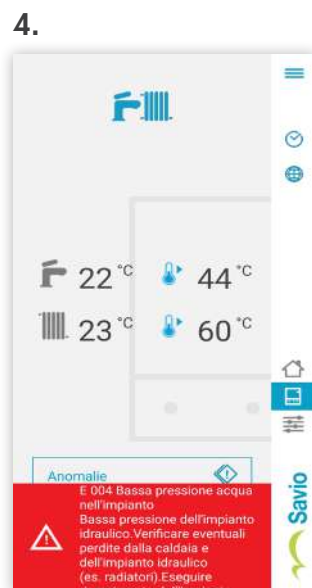 4.
22 °C
44 °C
23 °C
60 °C
Anomalie
E 004 Bassa pressione acqua
nell'impianto
Bassa pressione dell'impianto
idraulico.Verificare eventuali
perdite dalla caldaia e
dell'impianto idraulico
(es. radiatori).Eseguire
Savio